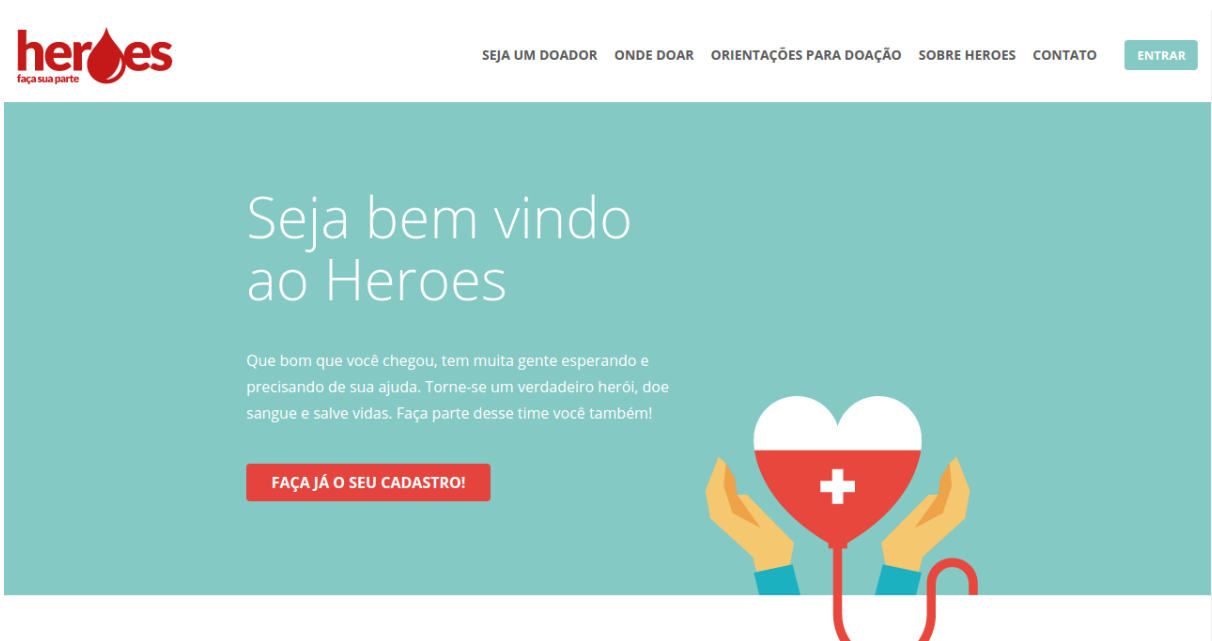 heroes
faça sua parte
SEJA UM DOADOR ONDE DOAR ORIENTAÇÕES PARA DOAÇÃO SOBRE HEROES CONTATO ENTRAR
Seja bem vindo
ao Heroes
Que bom que você chegou, tem muita gente esperando e
precisando de sua ajuda. Torne-se um verdadeiro herói, doe
sangue e salve vidas. Faça parte desse time você também!
FAÇA JÁ O SEU CADASTRO!